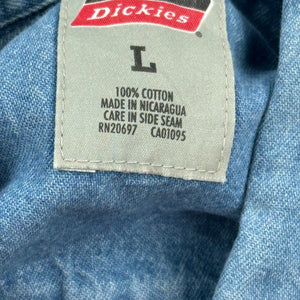 Dickies
L
100% COTTON
MADE IN NICARAGUA
CARE IN SIDE SEAM
RN20697 CA01095